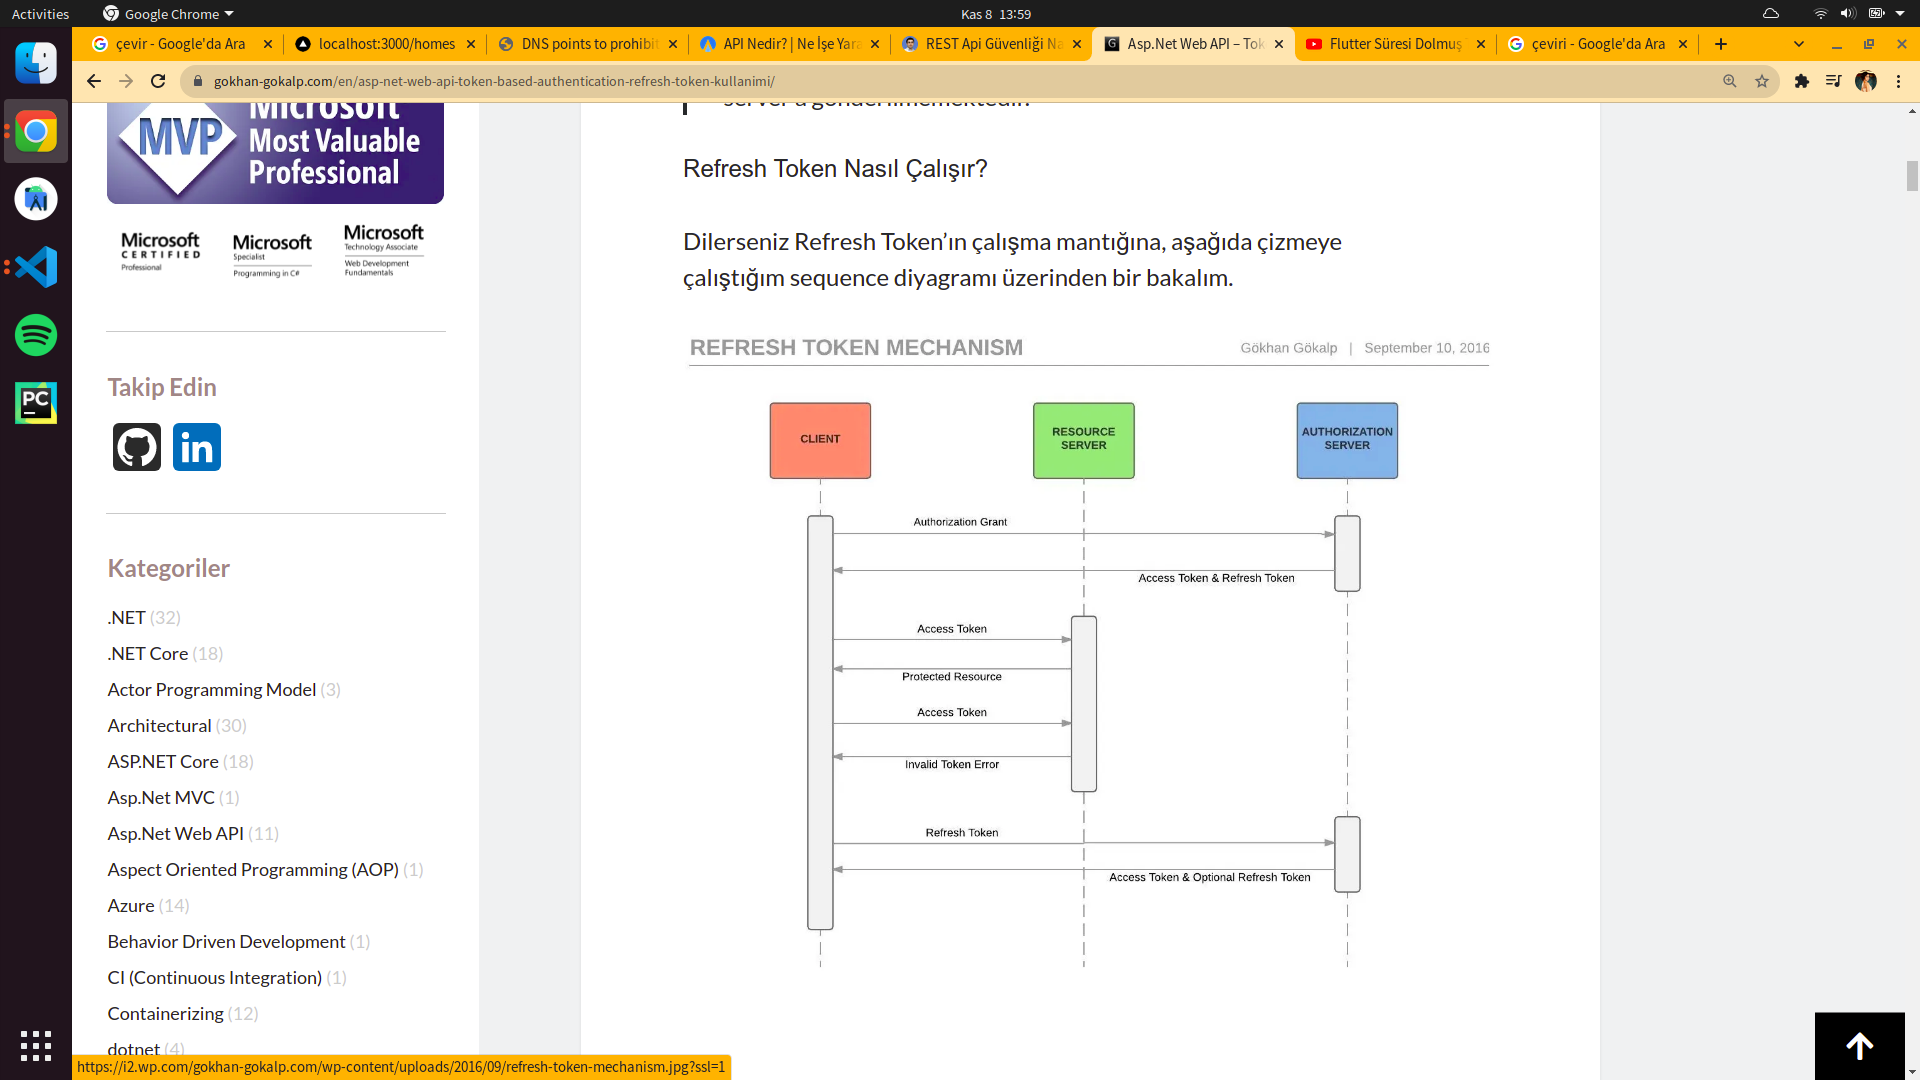 Activities
Google Chrome
Kas 8 13:59
çevir - Google'da Ara
localhost:3000/homes
DNS points to prohibit
API Nedir? | Ne İşe Yara
REST Api Güvenliği Na
Asp.Net Web API – Tok
Flutter Süresi Dolmuş
çeviri - Google'da Ara
gokhan-gokalp.com/en/asp-net-web-api-token-based-authentication-refresh-token-kullanimi/
MVP
Microsoft
Most Valuable
Professional
Microsoft
CERTIFIED
Professional
Microsoft
Specialist
Programming in C#
Microsoft
Technology Associate
Web Development
Fundamentals
Takip Edin
in
Kategoriler
.NET (32)
.NET Core (18)
Actor Programming Model (3)
Architectural (30)
ASP.NET Core (18)
Asp.Net MVC (1)
Asp.Net Web API (11)
Aspect Oriented Programming (AOP) (1)
Azure (14)
Behavior Driven Development (1)
CI (Continuous Integration) (1)
Containerizing (12)
dotnet (4)
server'a gönderilmemektedir.
Refresh Token Nasıl Çalışır?
Dilerseniz Refresh Token’ın çalışma mantığına, aşağıda çizmeye
çalıştığım sequence diyagramı üzerinden bir bakalım.
REFRESH TOKEN MECHANISM
Gökhan Gökalp | September 10, 2016
CLIENT
RESOURCE
SERVER
AUTHORIZATION
SERVER
Authorization Grant
Access Token & Refresh Token
Access Token
Protected Resource
Access Token
Invalid Token Error
Refresh Token
Access Token & Optional Refresh Token
PC
https://i2.wp.com/gokhan-gokalp.com/wp-content/uploads/2016/09/refresh-token-mechanism.jpg?ssl=1